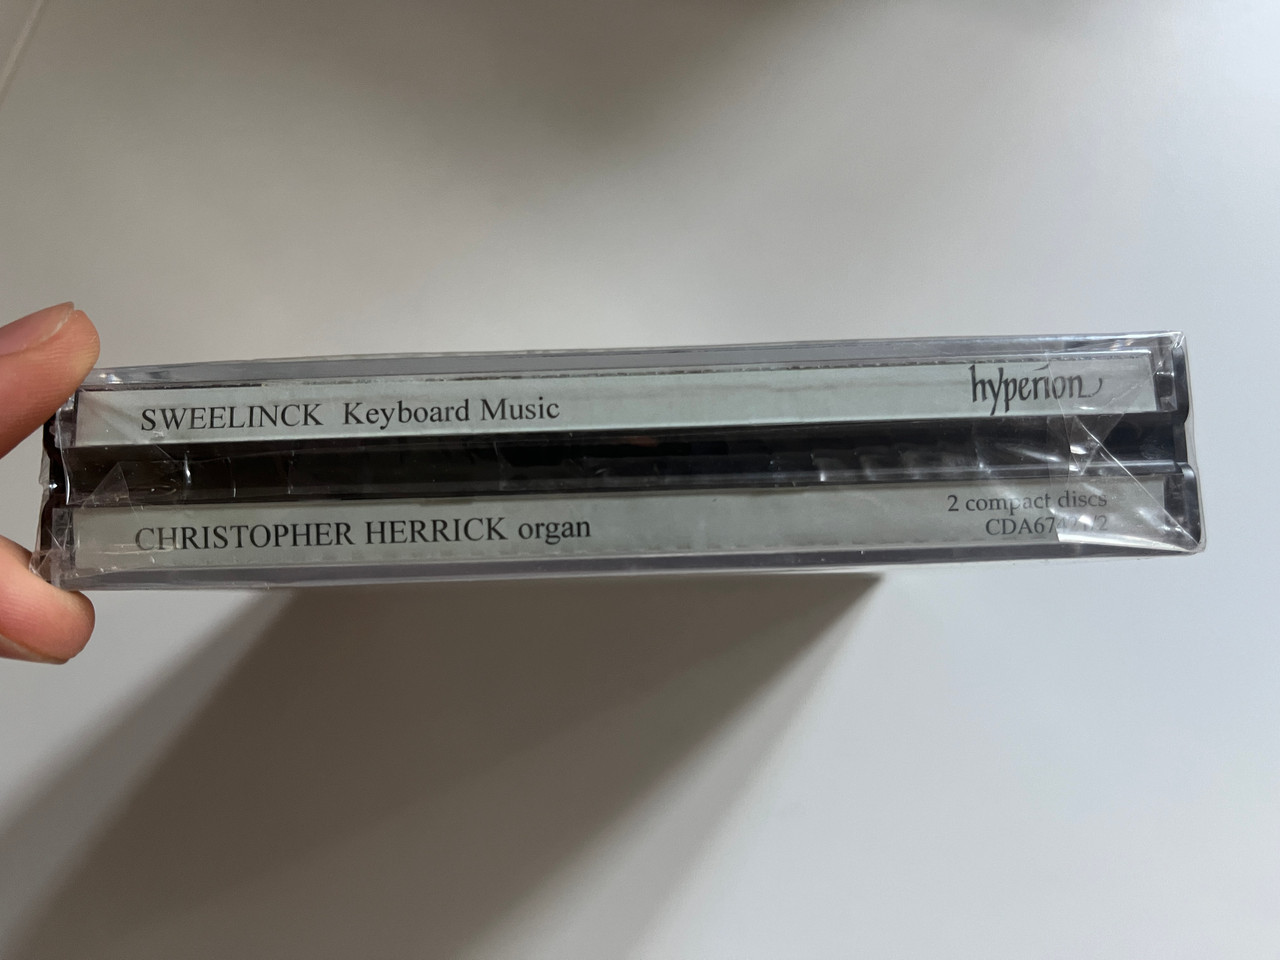 SWEELINCK Keyboard Music
hyperion
CHRISTOPHER HERRICK organ
2 compact discs